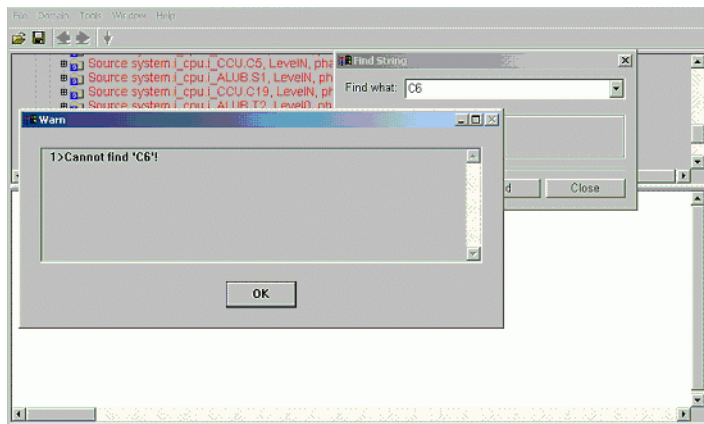 File Domain Tools Window Help
Source system.i_cpu.i_CCU.C5, LevelN, pha
Source system.i_cpu.i_ALUB.S1, LevelN, ph
Source system.i_cpu.i_CCU.C19, LevelN, ph
Source system.i_cpu.i_ALUB.T2, Level0, ph
Find String
Find what: C6
Warn
1>Cannot find 'C6'!
d Close
OK